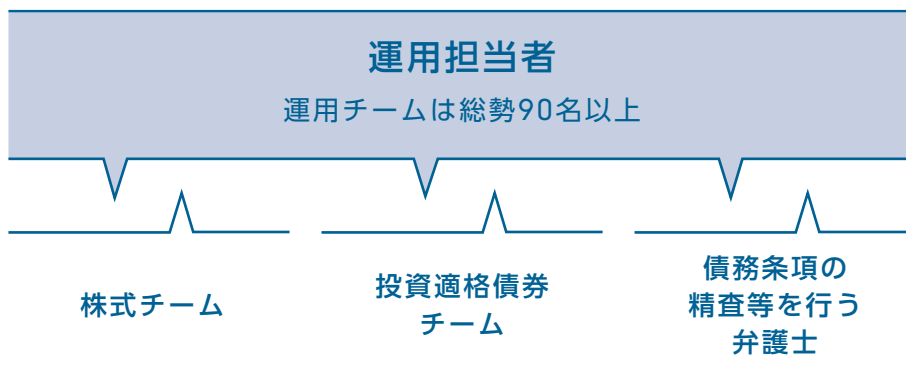 運用担当者
運用チームは総勢90名以上
株式チーム
投資適格債券
チーム
債務条項の
精査等を行う
弁護士